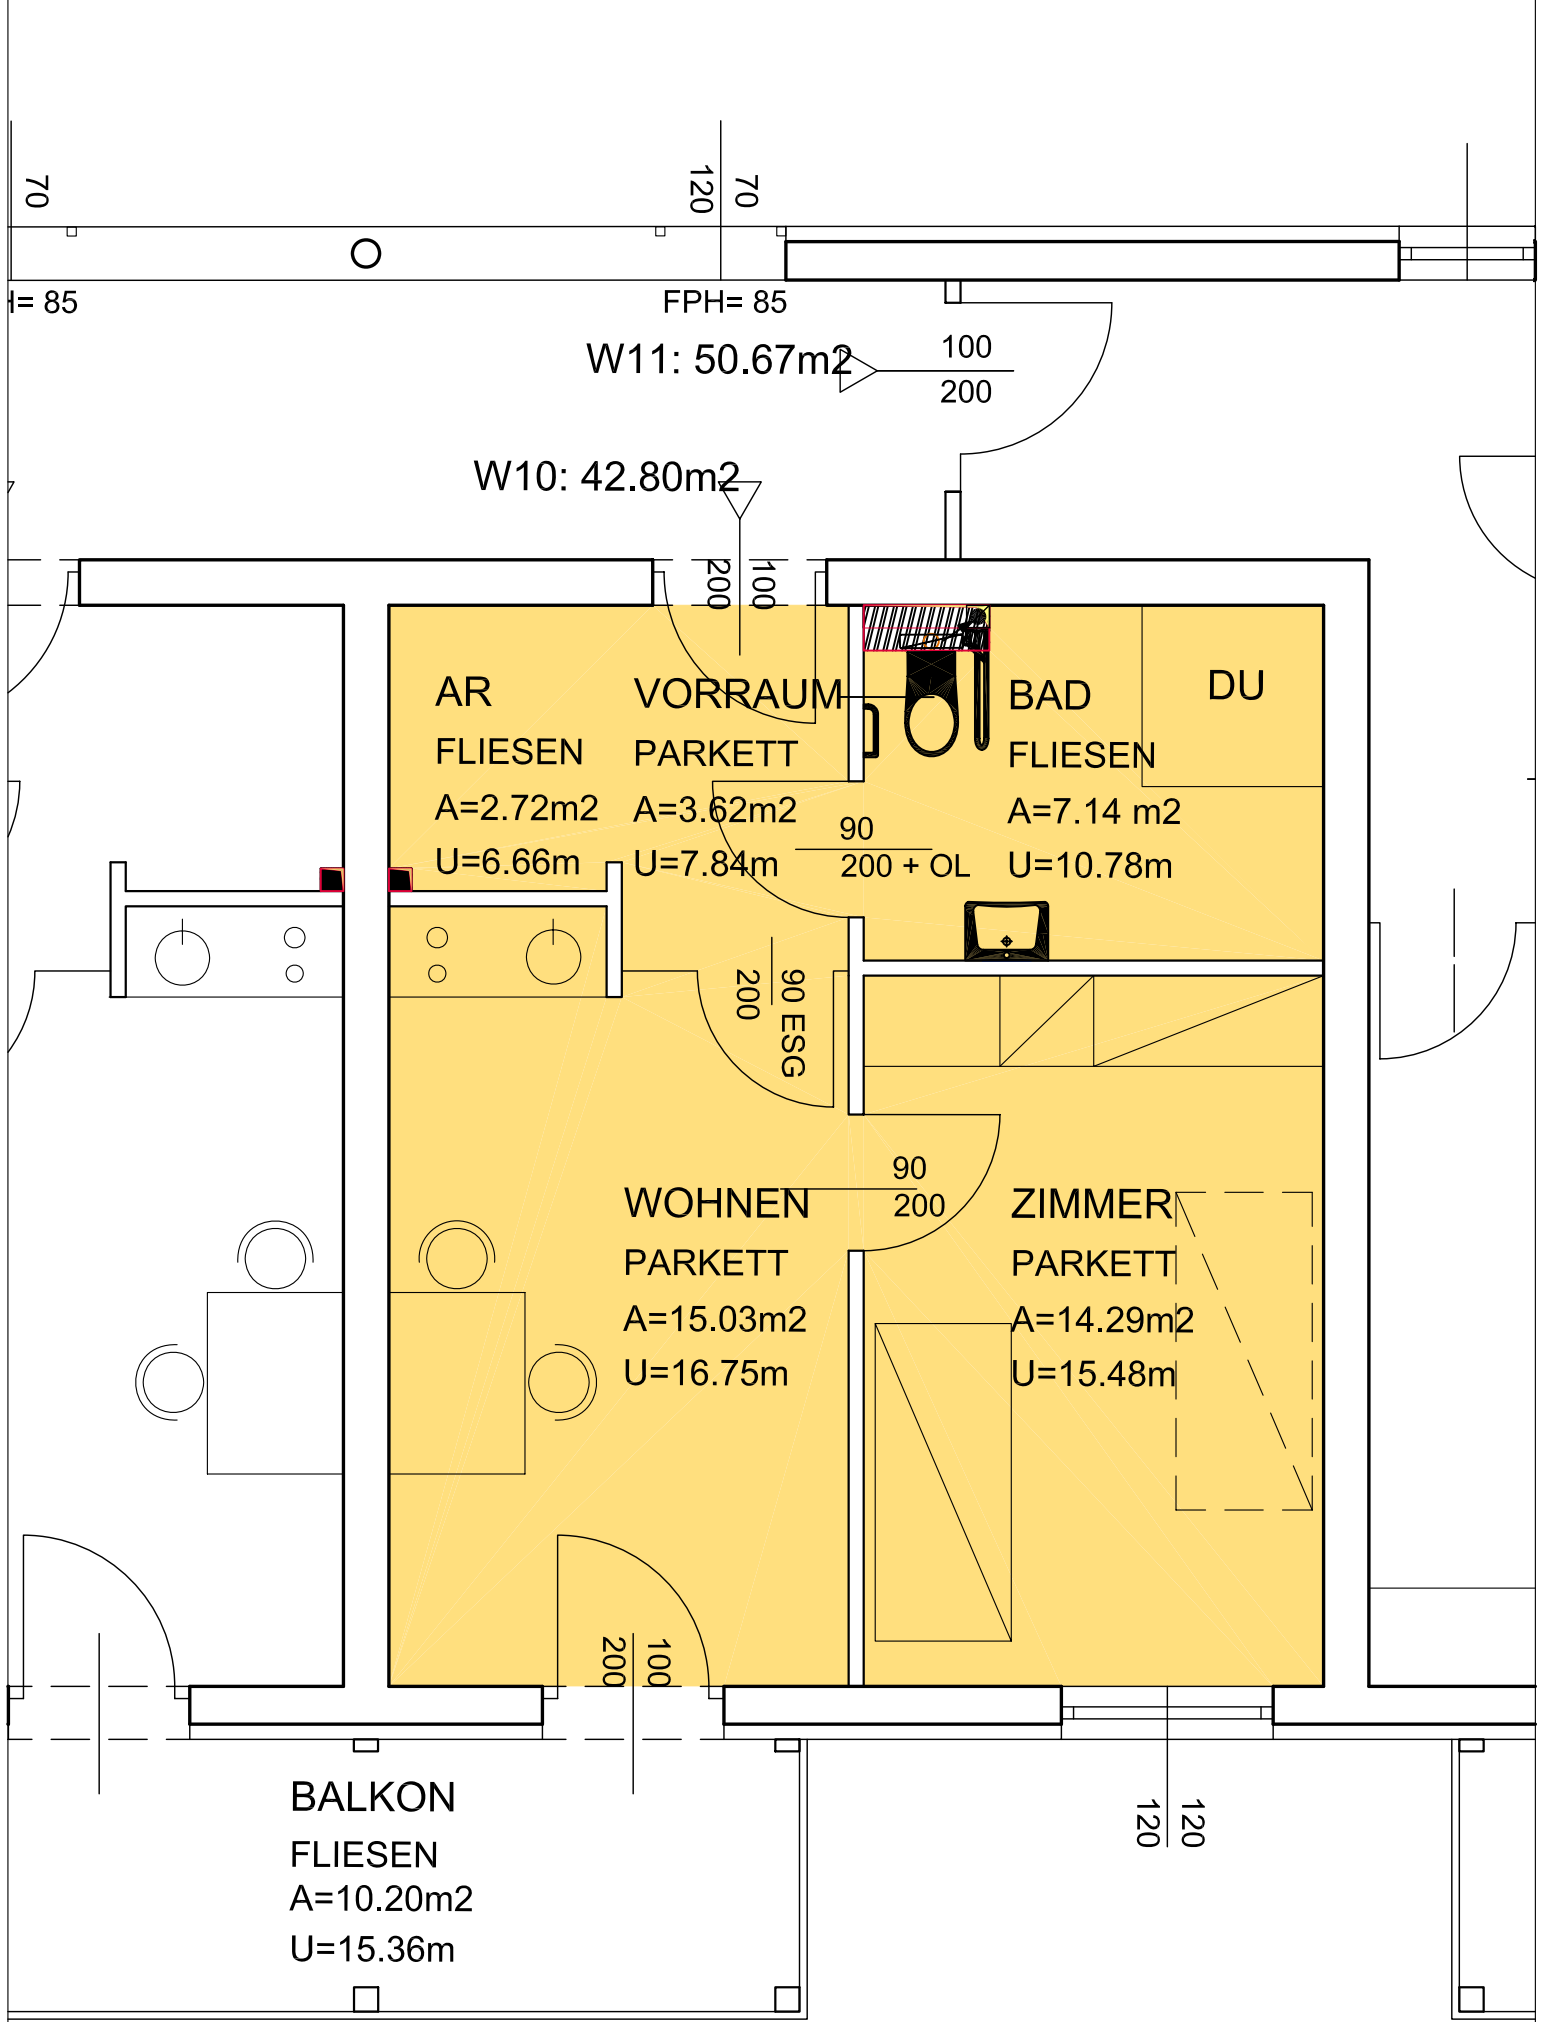 70
120
70
H= 85
FPH= 85
W11: 50.67m2
100
200
W10: 42.80m2
200
100
AR
FLIESEN
A=2.72m2
U=6.66m
VORRAUM
PARKETT
A=3.62m2
U=7.84m
90
200 + OL
BAD
FLIESEN
A=7.14 m2
U=10.78m
DU
200
90 ESG
WOHNEN
PARKETT
A=15.03m2
U=16.75m
90
200
ZIMMER
PARKETT
A=14.29m2
U=15.48m
200
100
BALKON
FLIESEN
A=10.20m2
U=15.36m
120
120